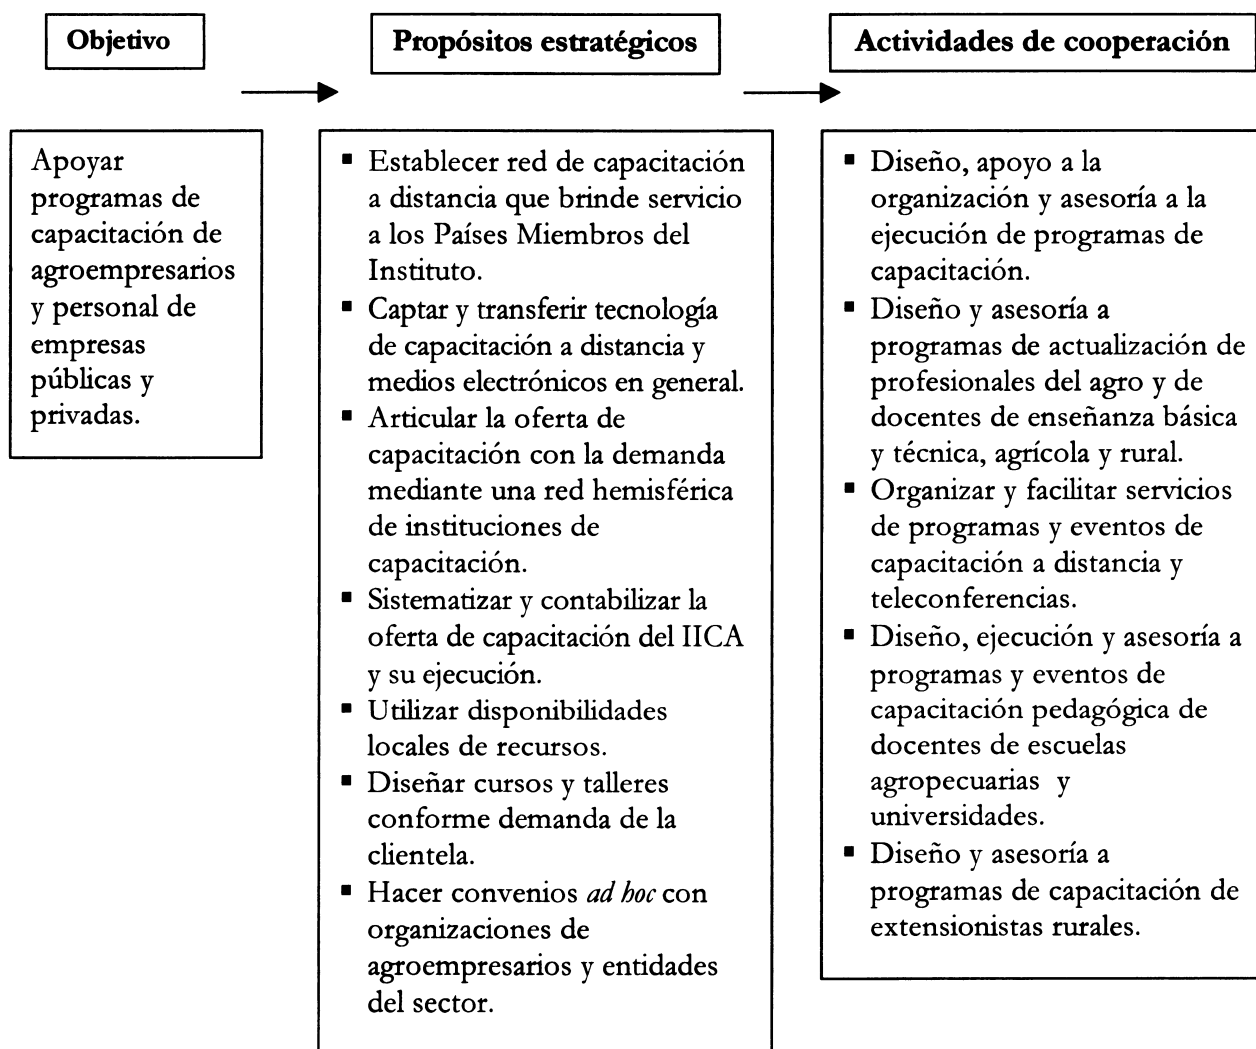 Objetivo
Propósitos estratégicos
Actividades de cooperación
Apoyar
programas de
capacitación de
agroempresarios
y personal de
empresas
públicas y
privadas.
▪ Establecer red de capacitación
a distancia que brinde servicio
a los Países Miembros del
Instituto.
▪ Captar y transferir tecnología
de capacitación a distancia y
medios electrónicos en general.
▪ Articular la oferta de
capacitación con la demanda
mediante una red hemisférica
de instituciones de
capacitación.
▪ Sistematizar y contabilizar la
oferta de capacitación del IICA
y su ejecución.
▪ Utilizar disponibilidades
locales de recursos.
▪ Diseñar cursos y talleres
conforme demanda de la
clientela.
▪ Hacer convenios ad hoc con
organizaciones de
agroempresarios y entidades
del sector.
▪ Diseño, apoyo a la
organización y asesoría a la
ejecución de programas de
capacitación.
▪ Diseño y asesoría a
programas de actualización de
profesionales del agro y de
docentes de enseñanza básica
y técnica, agrícola y rural.
▪ Organizar y facilitar servicios
de programas y eventos de
capacitación a distancia y
teleconferencias.
▪ Diseño, ejecución y asesoría a
programas y eventos de
capacitación pedagógica de
docentes de escuelas
agropecuarias y
universidades.
▪ Diseño y asesoría a
programas de capacitación de
extensionistas rurales.